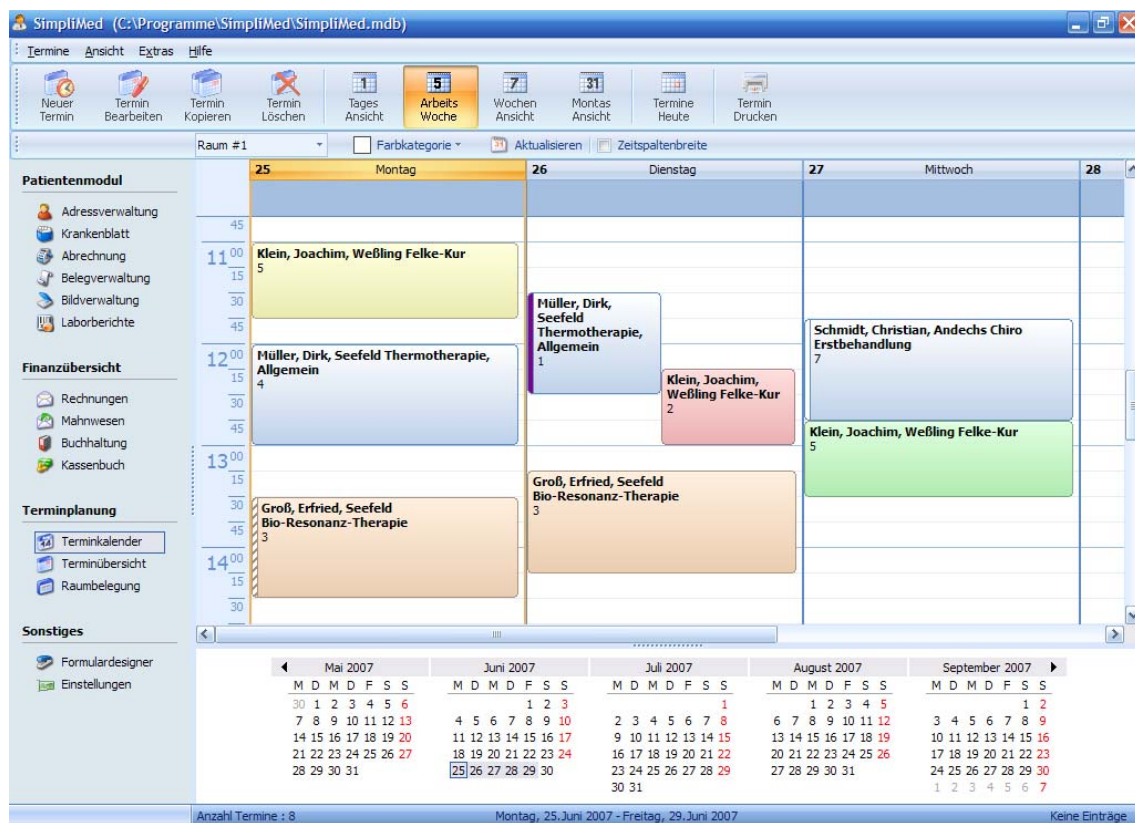 SimpliMed (C:\Programme\SimpliMed\SimpliMed.mdb)
Termine Ansicht Extras Hilfe
Neuer Termin
Termin Bearbeiten
Termin Kopieren
Termin Löschen
1 Tages Ansicht
5 Arbeits Woche
7 Wochen Ansicht
31 Montas Ansicht
Termine Heute
Termin Drucken
Raum #1 Farbkategorie Aktualisieren Zeitspaltenbreite
Patientenmodul
Adressverwaltung
Krankenblatt
Abrechnung
Belegverwaltung
Bildverwaltung
Laborberichte
Finanzübersicht
Rechnungen
Mahnwesen
Buchhaltung
Kassenbuch
Terminplanung
Terminkalender
Terminübersicht
Raumbelegung
Sonstiges
Formulardesigner
Einstellungen
25 Montag 26 Dienstag 27 Mittwoch 28
45
11 00
15
30
45
12 00
15
30
45
13 00
15
30
45
14 00
15
30
Klein, Joachim, Weßling Felke-Kur
5
Müller, Dirk, Seefeld Thermotherapie,
Allgemein
4
Groß, Erfried, Seefeld
Bio-Resonanz-Therapie
3
Müller, Dirk,
Seefeld
Thermotherapie,
Allgemein
1
Klein, Joachim,
Weßling Felke-Kur
2
Groß, Erfried, Seefeld
Bio-Resonanz-Therapie
3
Schmidt, Christian, Andechs Chiro
Erstbehandlung
7
Klein, Joachim, Weßling Felke-Kur
5
Mai 2007
M D M D F S S
30 1 2 3 4 5 6
7 8 9 10 11 12 13
14 15 16 17 18 19 20
21 22 23 24 25 26 27
28 29 30 31
Juni 2007
M D M D F S S
1 2 3
4 5 6 7 8 9 10
11 12 13 14 15 16 17
18 19 20 21 22 23 24
25 26 27 28 29 30
Juli 2007
M D M D F S S
1
2 3 4 5 6 7 8
9 10 11 12 13 14 15
16 17 18 19 20 21 22
23 24 25 26 27 28 29
30 31
August 2007
M D M D F S S
1 2 3 4 5
6 7 8 9 10 11 12
13 14 15 16 17 18 19
20 21 22 23 24 25 26
27 28 29 30 31
September 2007
M D M D F S S
1 2
3 4 5 6 7 8 9
10 11 12 13 14 15 16
17 18 19 20 21 22 23
24 25 26 27 28 29 30
1 2 3 4 5 6 7
Anzahl Termine : 8 Montag, 25.Juni 2007 - Freitag, 29.Juni 2007 Keine Einträge